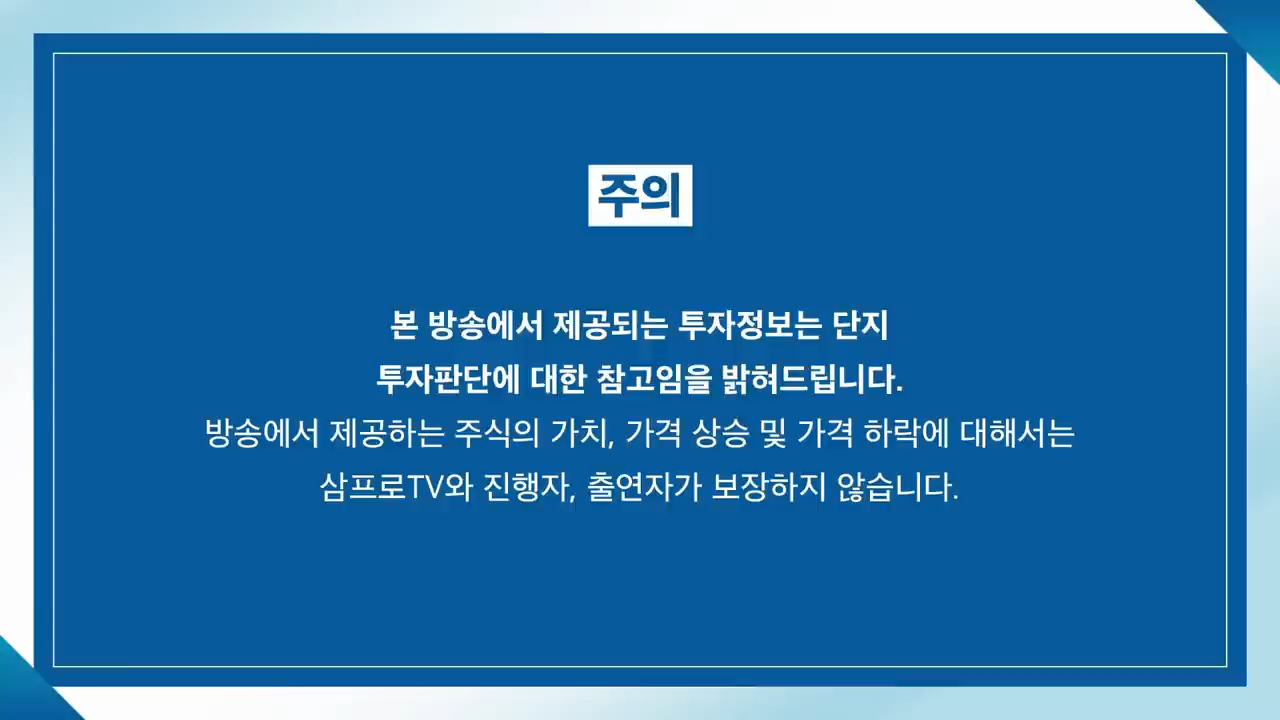 주의
본 방송에서 제공되는 투자정보는 단지
투자판단에 대한 참고임을 밝혀드립니다.
방송에서 제공하는 주식의 가치, 가격 상승 및 가격 하락에 대해서는
삼프로TV와 진행자, 출연자가 보장하지 않습니다.